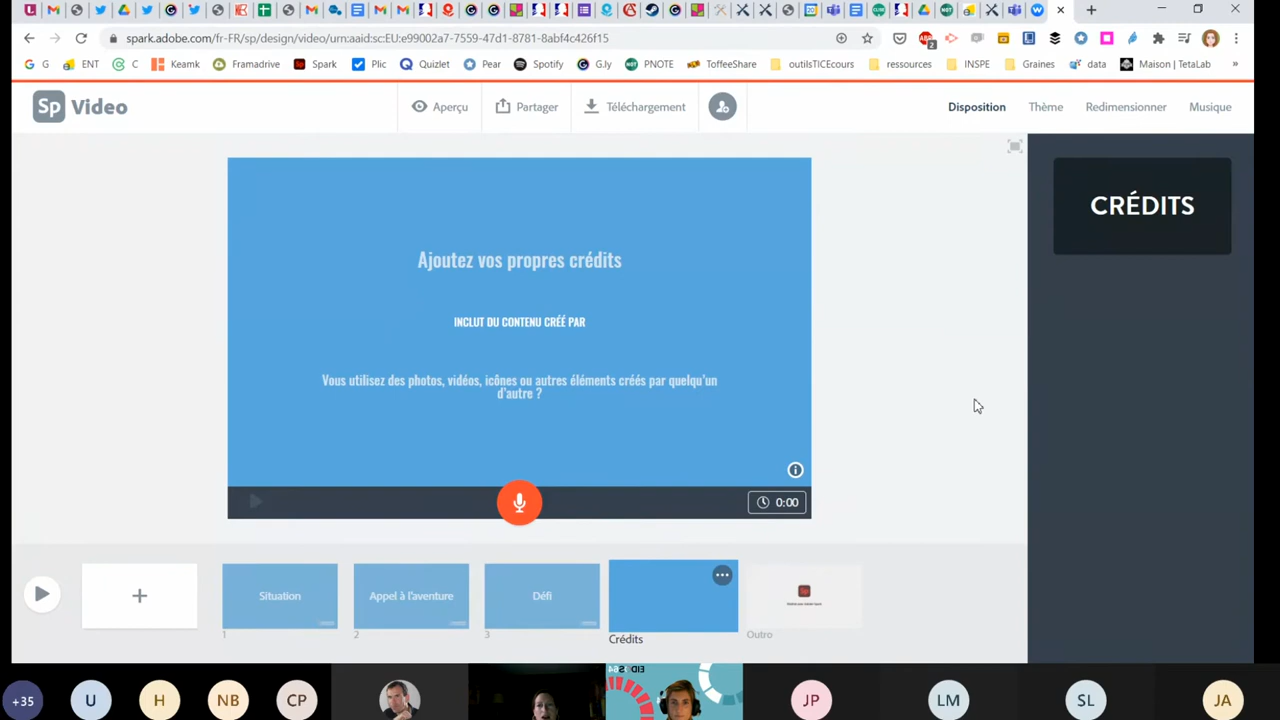 spark.adobe.com/fr-FR/sp/design/video/urn:aaid:sc:EU:e99002a7-7559-47d1-8781-8abf4c426f15
2
G
ENT
C
Keamk
Framadrive
Spark
Plic
Quizlet
Pear
Spotify
G.ly
PNOTE
ToffeeShare
outilsTICEcours
ressources
INSPE
Graines
data
Maison | TetaLab
Sp Video
Aperçu
Partager
Téléchargement
Disposition
Thème
Redimensionner
Musique
CRÉDITS
Ajoutez vos propres crédits
INCLUT DU CONTENU CRÉÉ PAR
Vous utilisez des photos, vidéos, icônes ou autres éléments créés par quelqu'un
d'autre ?
0:00
Situation
Appel à l'aventure
Défi
1
2
3
Crédits
Outro
+35
U
H
NB
CP
JP
LM
SL
JA